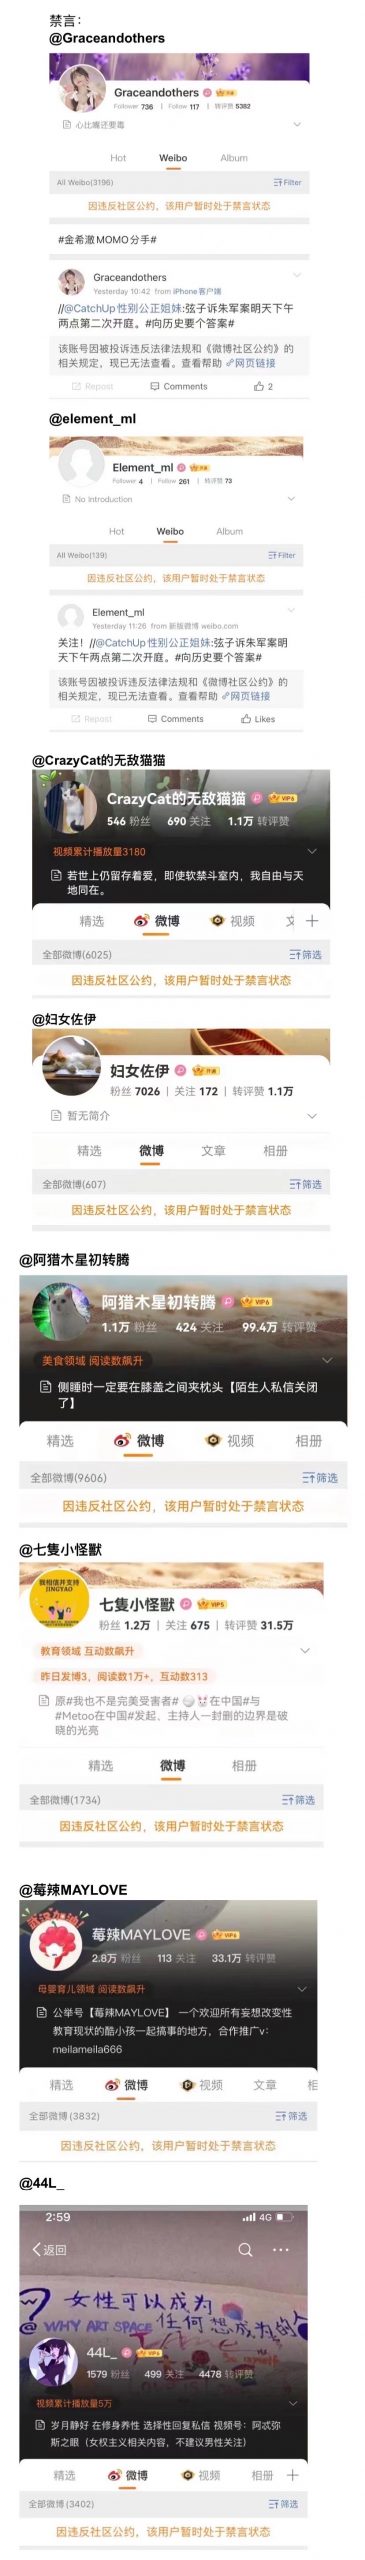 禁言：
@Graceandothers
Graceandothers
Follower 736 | Follow 117 | 转评赞 5382
心比嘴还要毒
Hot Weibo Album
All Weibo(3196) Filter
因违反社区公约，该用户暂时处于禁言状态
#金希澈MOMO分手#
Graceandothers
Yesterday 10:42 from iPhone客户端
//@CatchUp性别公正姐妹:弦子诉朱军案明天下午
两点第二次开庭。#向历史要个答案#
该账号因被投诉违反法律法规和《微博社区公约》的
相关规定，现已无法查看。查看帮助 网页链接
Repost Comments 2
@element_ml
Element_ml
Follower 4 | Follow 261 | 转评赞 73
No Introduction
Hot Weibo Album
All Weibo(139) Filter
因违反社区公约，该用户暂时处于禁言状态
Element_ml
Yesterday 11:26 from 新版微博 weibo.com
关注！//@CatchUp性别公正姐妹:弦子诉朱军案明
天下午两点第二次开庭。#向历史要个答案#
该账号因被投诉违反法律法规和《微博社区公约》的
相关规定，现已无法查看。查看帮助 网页链接
Repost Comments Likes
@CrazyCat的无敌猫猫
CrazyCat的无敌猫猫 VIP6
546 粉丝 690 关注 1.1万 转评赞
视频累计播放量3180
若世上仍留存着爱，即使软禁斗室内，我自由与天
地同在。
精选 微博 视频 文
全部微博(6025) 筛选
因违反社区公约，该用户暂时处于禁言状态
@妇女佐伊
妇女佐伊
粉丝 7026 | 关注 172 | 转评赞 1.1万
暂无简介
精选 微博 文章 相册
全部微博(607) 筛选
因违反社区公约，该用户暂时处于禁言状态
@阿猎木星初转腾
阿猎木星初转腾 VIP6
1.1万 粉丝 424 关注 99.4万 转评赞
美食领域 阅读数飙升
侧睡时一定要在膝盖之间夹枕头【陌生人私信关闭
了】
精选 微博 视频 相册
全部微博(9606) 筛选
因违反社区公约，该用户暂时处于禁言状态
@七隻小怪獸
我相信并支持
JINGYAO
七隻小怪獸 VIP5
粉丝 1.2万 | 关注 675 | 转评赞 31.5万
教育领域 互动数飙升
昨日发博3，阅读数1万+，互动数313
原#我也不是完美受害者# 🍚🐰在中国#与
#Metoo在中国#发起、主持人一封删的边界是破
晓的光亮
精选 微博 相册
全部微博(1734) 筛选
因违反社区公约，该用户暂时处于禁言状态
@莓辣MAYLOVE
莓辣MAYLOVE VIP6
2.8万 粉丝 113 关注 33.1万 转评赞
母婴育儿领域 阅读数飙升
公举号【莓辣MAYLOVE】 一个欢迎所有妄想改变性
教育现状的酷小孩一起搞事的地方，合作推广v：
meilameila666
精选 微博 视频 文章 相
全部微博(3832) 筛选
因违反社区公约，该用户暂时处于禁言状态
@44L_
2:59 4G
返回
女性可以成为
@ WHY ART SPACE 任何想成为的
44L_
1579 粉丝 499 关注 4478 转评赞
视频累计播放量5万
岁月静好 在修身养性 选择性回复私信 视频号：阿忒弥
斯之眼（女权主义相关内容，不建议男性关注）
精选 微博 视频 相册
全部微博(3402) 筛选
因违反社区公约，该用户暂时处于禁言状态